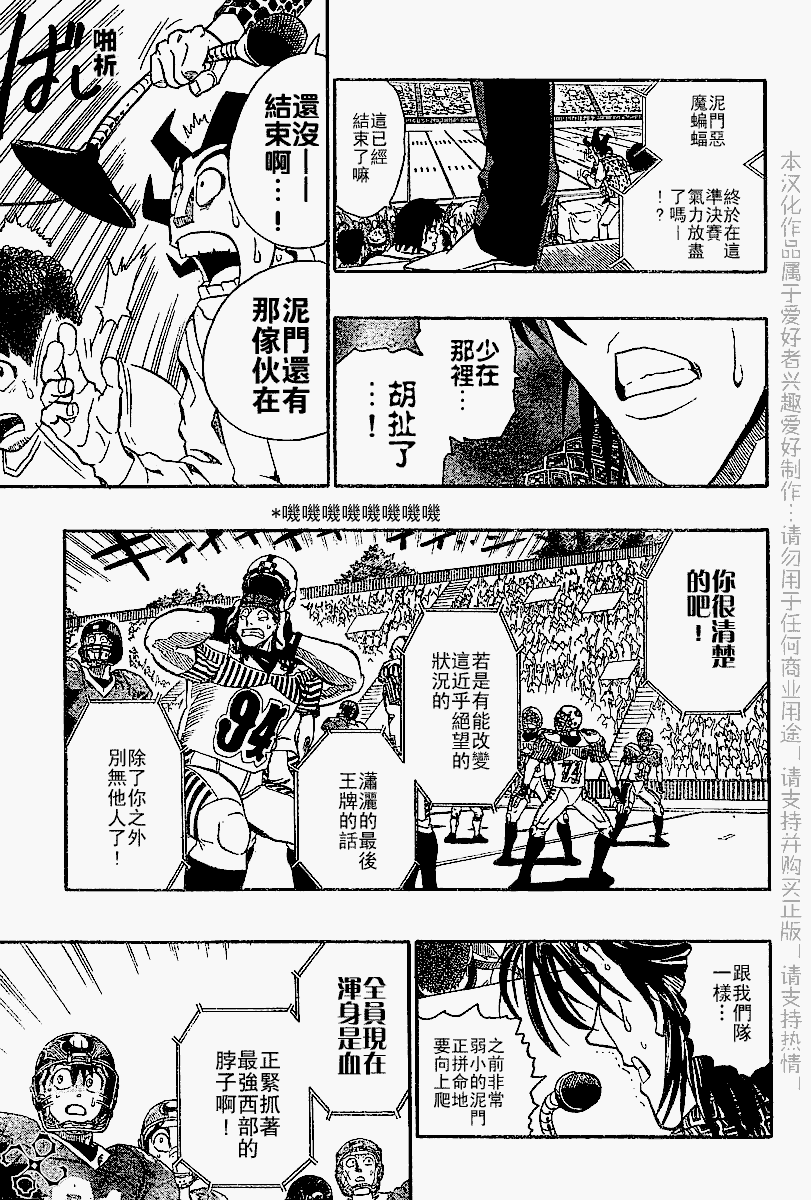 泥門惡
魔蝙蝠
終於在這
準決賽
氣力放盡
了嗎—
！？
這已經
結束了嘛
ばし
啪折
還沒——
結束啊…！
泥門還有
那傢伙在
少在
那裡…
胡扯了
…！
*嘰嘰嘰嘰嘰嘰嘰嘰
你很清楚
的吧！
若是有能改變
這近乎絕望的
狀況的
瀟灑的最後
王牌的話
除了你之外
別無他人了！
94
71
跟我們隊
一樣…
之前非常
弱小的泥門
正拼命地
要向上爬
全員現在
渾身是血
正緊抓著
最強西部的
脖子啊！
本汉化作品属于爱好者兴趣爱好制作…请勿用于任何商业用途—请支持并购买正版—请支持热情—